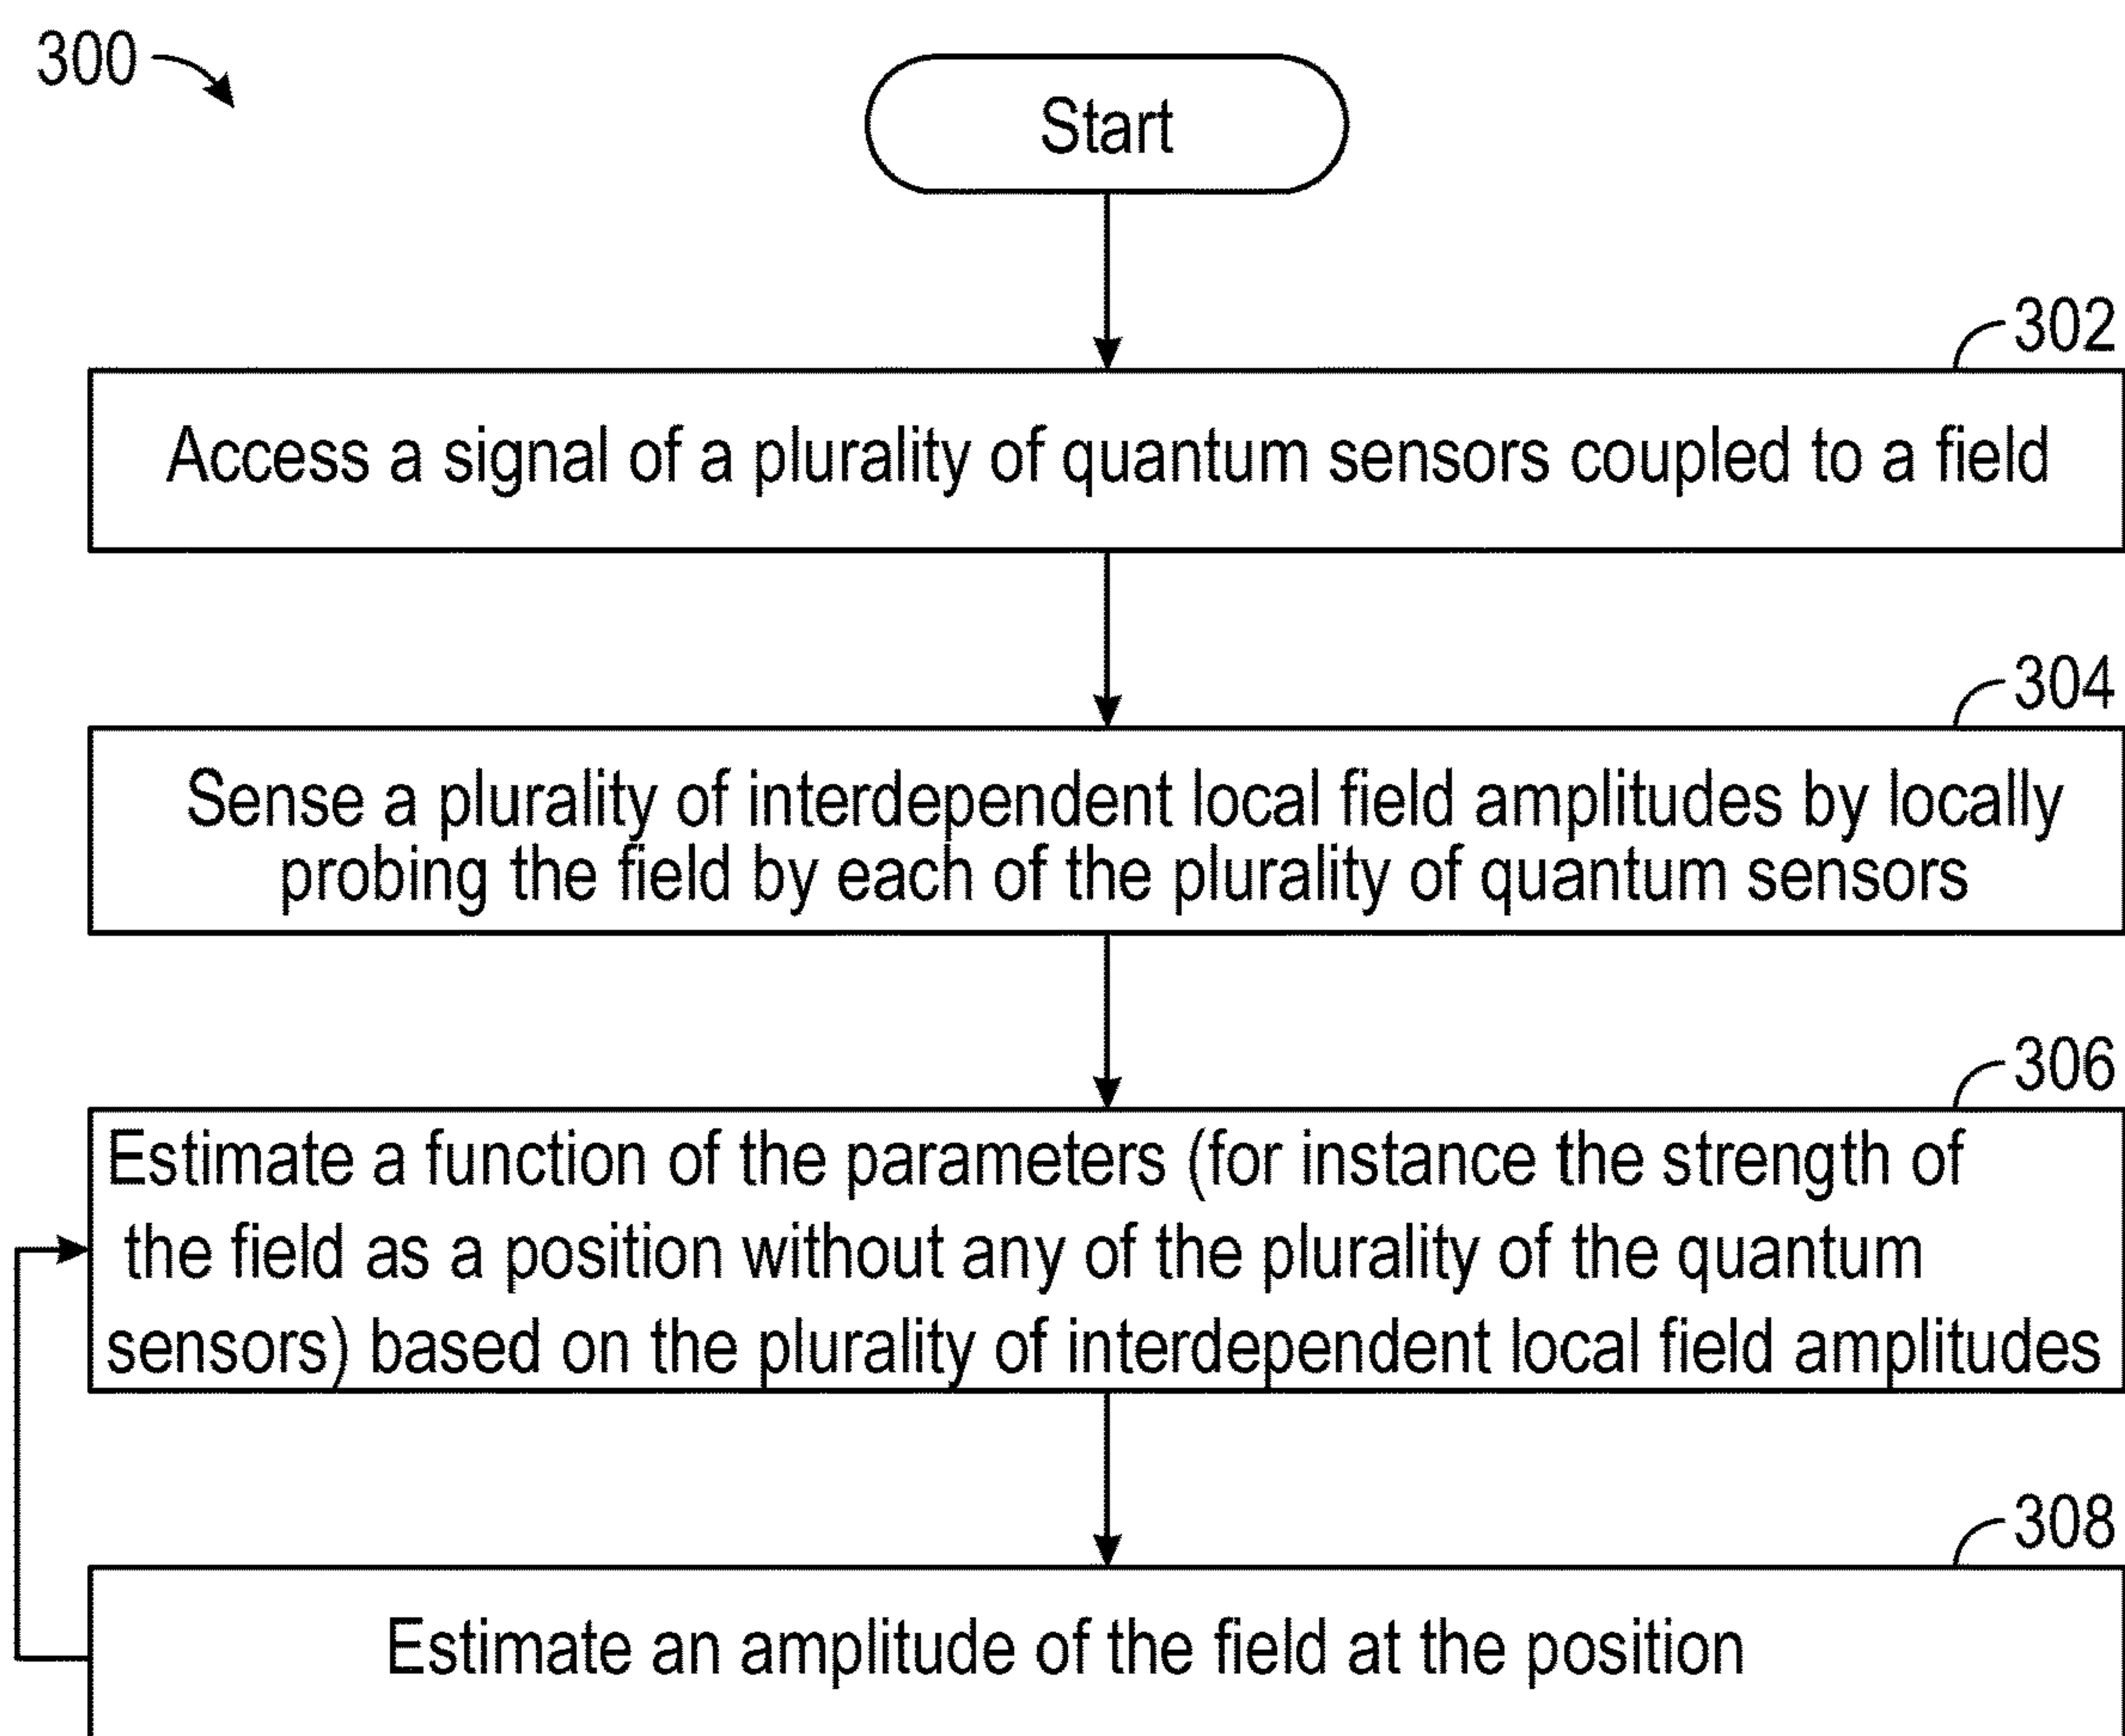 300
Start
302
Access a signal of a plurality of quantum sensors coupled to a field
304
Sense a plurality of interdependent local field amplitudes by locally
probing the field by each of the plurality of quantum sensors
306
Estimate a function of the parameters (for instance the strength of
the field as a position without any of the plurality of the quantum
sensors) based on the plurality of interdependent local field amplitudes
308
Estimate an amplitude of the field at the position